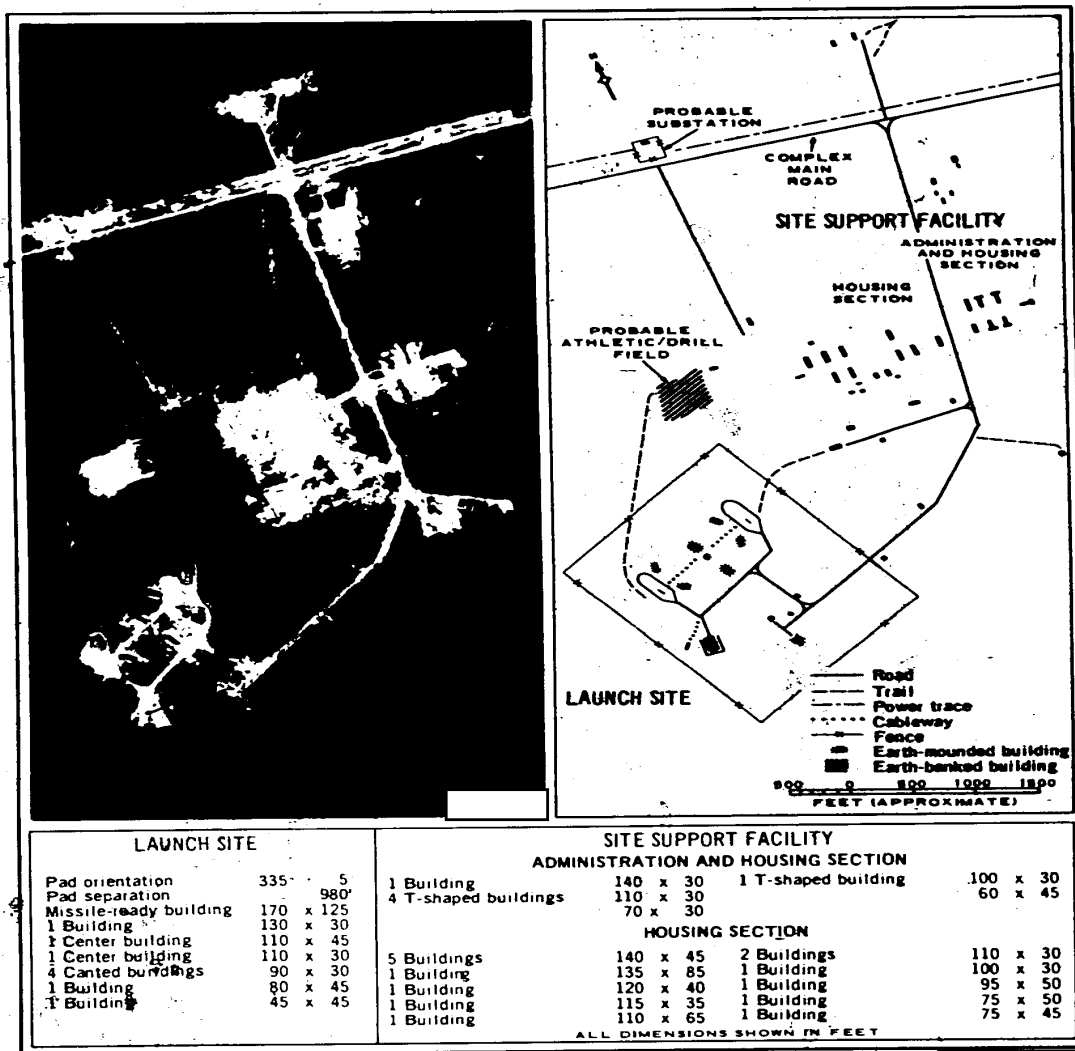 N
PROBABLE
SUBSTATION
COMPLEX
MAIN
ROAD
SITE SUPPORT FACILITY
ADMINISTRATION
AND HOUSING
SECTION
HOUSING
SECTION
PROBABLE
ATHLETIC/DRILL
FIELD
LAUNCH SITE
Road
Trail
Power trace
Cableway
Fence
Earth-mounded building
Earth-banked building
500 0 500 1000 1500
FEET (APPROXIMATE)
LAUNCH SITE
Pad orientation 335 5
Pad separation 980'
Missile-ready building 170 x 125
1 Building 130 x 30
1 Center building 110 x 45
1 Center building 110 x 30
4 Canted buildings 90 x 30
1 Building 80 x 45
1 Building 45 x 45
SITE SUPPORT FACILITY
ADMINISTRATION AND HOUSING SECTION
1 Building 140 x 30 1 T-shaped building 100 x 30
4 T-shaped buildings 110 x 30 60 x 45
70 x 30
HOUSING SECTION
5 Buildings 140 x 45 2 Buildings 110 x 30
1 Building 135 x 85 1 Building 100 x 30
1 Building 120 x 40 1 Building 95 x 50
1 Building 115 x 35 1 Building 75 x 50
1 Building 110 x 65 1 Building 75 x 45
ALL DIMENSIONS SHOWN IN FEET